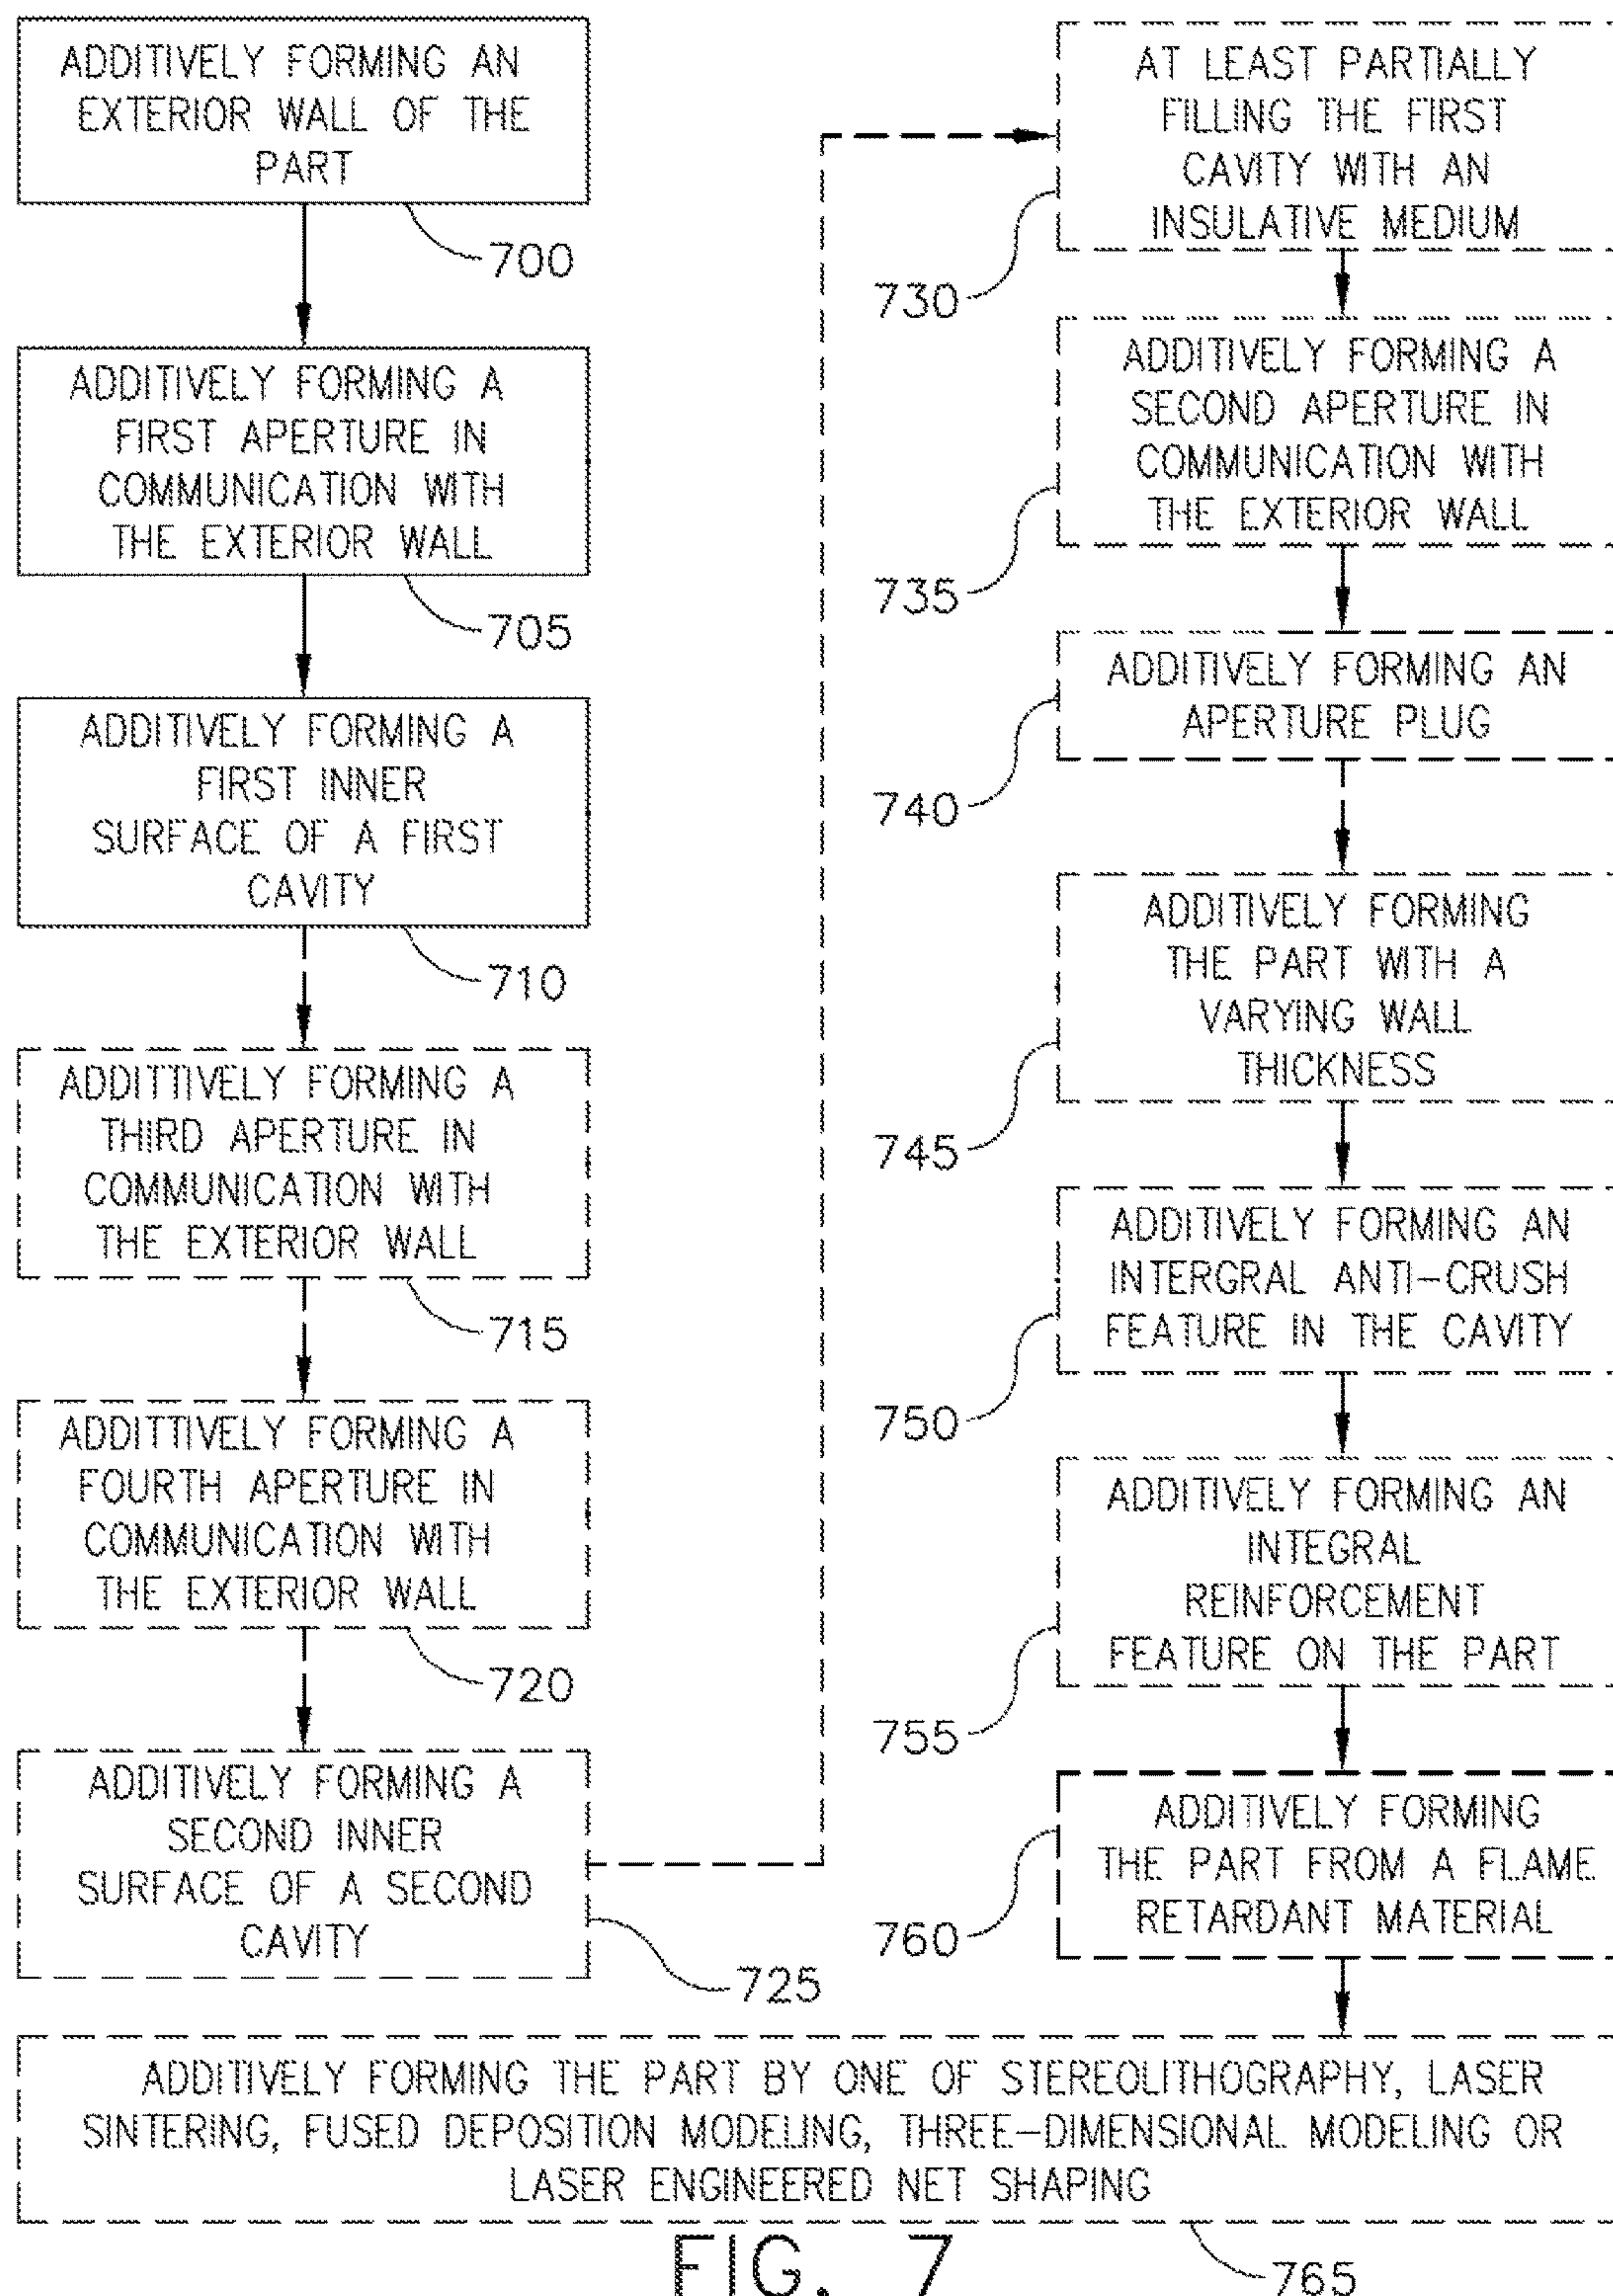 ADDITIVELY FORMING AN
EXTERIOR WALL OF THE
PART
700
ADDITIVELY FORMING A
FIRST APERTURE IN
COMMUNICATION WITH
THE EXTERIOR WALL
705
ADDITIVELY FORMING A
FIRST INNER
SURFACE OF A FIRST
CAVITY
710
ADDITTIVELY FORMING A
THIRD APERTURE IN
COMMUNICATION WITH
THE EXTERIOR WALL
715
ADDITTIVELY FORMING A
FOURTH APERTURE IN
COMMUNICATION WITH
THE EXTERIOR WALL
720
ADDITIVELY FORMING A
SECOND INNER
SURFACE OF A SECOND
CAVITY
725
AT LEAST PARTIALLY
FILLING THE FIRST
CAVITY WITH AN
INSULATIVE MEDIUM
730
ADDITIVELY FORMING A
SECOND APERTURE IN
COMMUNICATION WITH
THE EXTERIOR WALL
735
ADDITIVELY FORMING AN
APERTURE PLUG
740
ADDITIVELY FORMING
THE PART WITH A
VARYING WALL
THICKNESS
745
ADDITIVELY FORMING AN
INTERGRAL ANTI-CRUSH
FEATURE IN THE CAVITY
750
ADDITIVELY FORMING AN
INTEGRAL
REINFORCEMENT
FEATURE ON THE PART
755
ADDITIVELY FORMING
THE PART FROM A FLAME
RETARDANT MATERIAL
760
ADDITIVELY FORMING THE PART BY ONE OF STEREOLITHOGRAPHY, LASER
SINTERING, FUSED DEPOSITION MODELING, THREE-DIMENSIONAL MODELING OR
LASER ENGINEERED NET SHAPING
765
FIG. 7